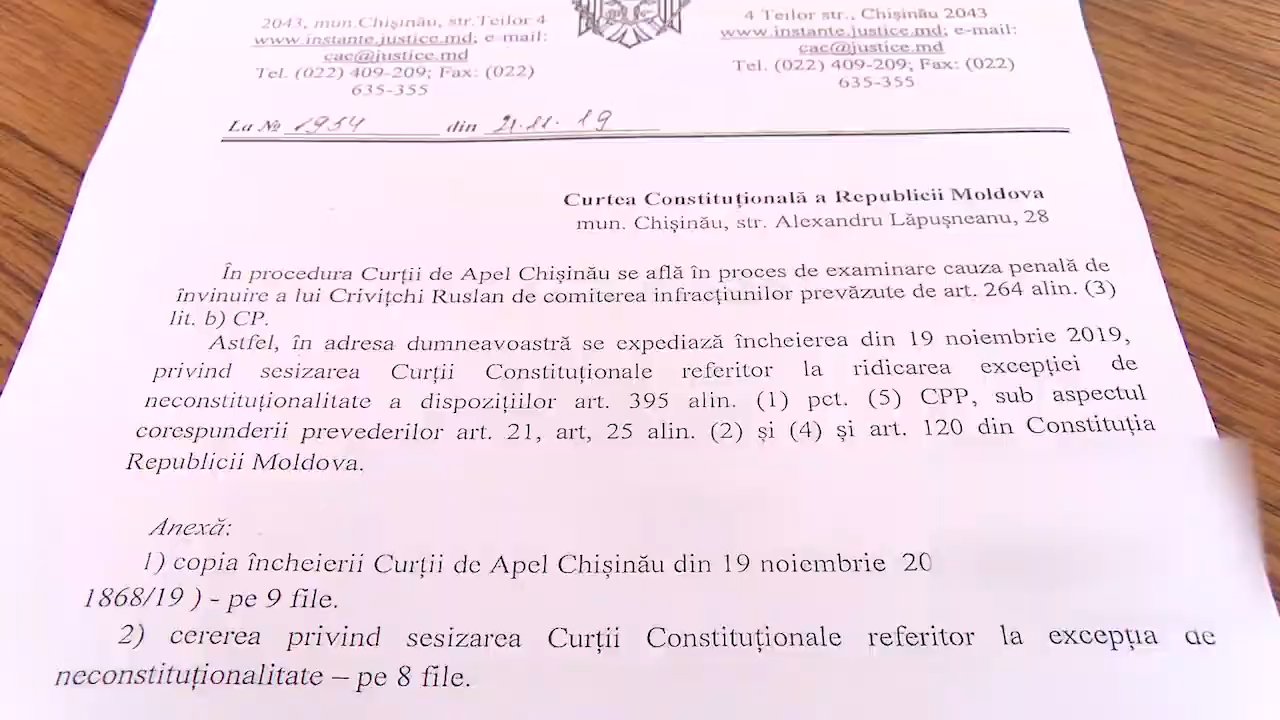 2043, mun.Chișinău, str.Teilor 4
www.instante.justice.md; e-mail:
cac@justice.md
Tel. (022) 409-209; Fax: (022)
635-355
4 Teilor str., Chișinău 2043
www.instante.justice.md; e-mail:
cac@justice.md
Tel. (022) 409-209; Fax: (022)
635-355
La № 1934 din 21.11.19
Curtea Constituțională a Republicii Moldova
mun. Chișinău, str. Alexandru Lăpușneanu, 28
În procedura Curții de Apel Chișinău se află în proces de examinare cauza penală de
învinuire a lui Crivițchi Ruslan de comiterea infracțiunilor prevăzute de art. 264 alin. (3)
lit. b) CP.
Astfel, în adresa dumneavoastră se expediază încheierea din 19 noiembrie 2019,
privind sesizarea Curții Constituționale referitor la ridicarea excepției de
neconstituționalitate a dispozițiilor art. 395 alin. (1) pct. (5) CPP, sub aspectul
corespunderii prevederilor art. 21, art, 25 alin. (2) și (4) și art. 120 din Constituția
Republicii Moldova.
Anexă:
1) copia încheierii Curții de Apel Chișinău din 19 noiembrie 20
1868/19 ) - pe 9 file.
2) cererea privind sesizarea Curții Constituționale referitor la excepția de
neconstituționalitate – pe 8 file.